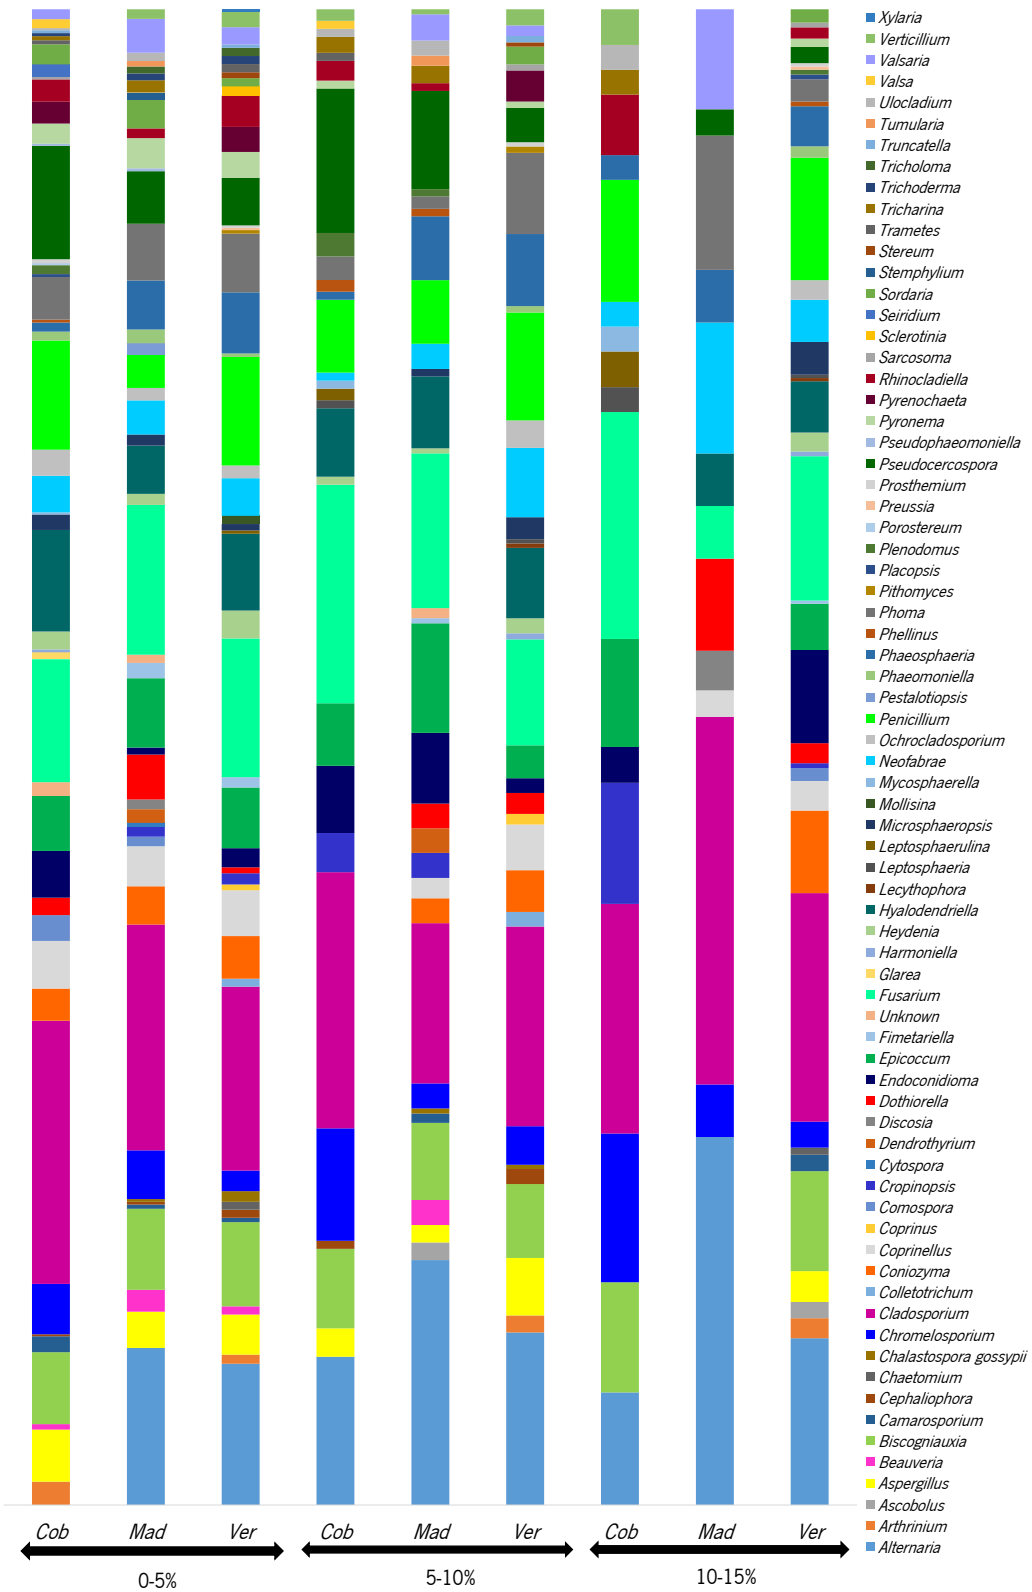 Xylaria
Verticillium
Valsaria
Valsa
Ulocladium
Tumularia
Truncatella
Tricholoma
Trichoderma
Tricharina
Trametes
Stereum
Stemphylium
Sordaria
Seiridium
Sclerotinia
Sarcosoma
Rhinocladiella
Pyrenochaeta
Pyronema
Pseudophaeomoniella
Pseudocercospora
Prosthemium
Preussia
Porostereum
Plenodomus
Placopsis
Pithomyces
Phoma
Phellinus
Phaeosphaeria
Phaeomoniella
Pestalotiopsis
Penicillium
Ochrocladosporium
Neofabrae
Mycosphaerella
Mollisina
Microsphaeropsis
Leptosphaerulina
Leptosphaeria
Lecythophora
Hyalodendriella
Heydenia
Harmoniella
Glarea
Fusarium
Unknown
Fimetariella
Epicoccum
Endoconidioma
Dothiorella
Discosia
Dendrothyrium
Cytospora
Cropinopsis
Comospora
Coprinus
Coprinellus
Coniozyma
Colletotrichum
Cladosporium
Chromelosporium
Chalastospora gossypii
Chaetomium
Cephaliophora
Camarosporium
Biscogniauxia
Beauveria
Aspergillus
Ascobolus
Arthrinium
Alternaria
Cob Mad Ver Cob Mad Ver Cob Mad Ver
0-5% 5-10% 10-15%